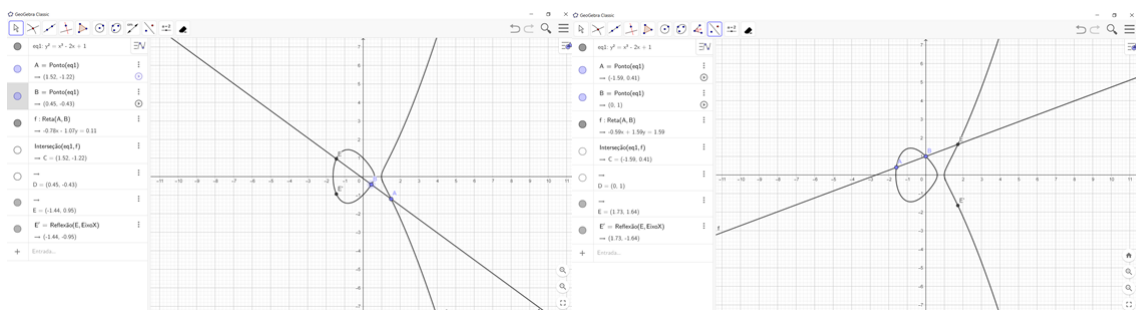 GeoGebra Classic
eq1: y² = x³ - 2x + 1
A = Ponto(eq1)
→ (1.52, -1.22)
B = Ponto(eq1)
→ (0.45, -0.43)
f : Reta(A, B)
→ -0.78x - 1.07y = 0.11
Interseção(eq1, f)
→ C = (1.52, -1.22)
D = (0.45, -0.43)
E = (-1.44, 0.95)
E' = Reflexão(E, EixoX)
→ (-1.44, -0.95)
Entrada...
GeoGebra Classic
eq1: y² = x³ - 2x + 1
A = Ponto(eq1)
→ (-1.59, 0.41)
B = Ponto(eq1)
→ (0, 1)
f : Reta(A, B)
→ -0.58x + 1.59y = 1.59
Interseção(eq1, f)
→ C = (-1.59, 0.41)
D = (0, 1)
E = (1.73, 1.64)
E' = Reflexão(E, EixoX)
→ (1.73, -1.64)
Entrada...